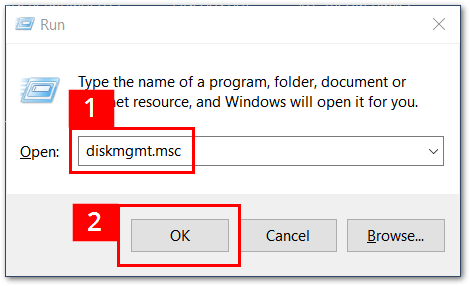 Run
Type the name of a program, folder, document or
net resource, and Windows will open it for you.
1
Open: diskmgmt.msc
2 OK Cancel Browse...